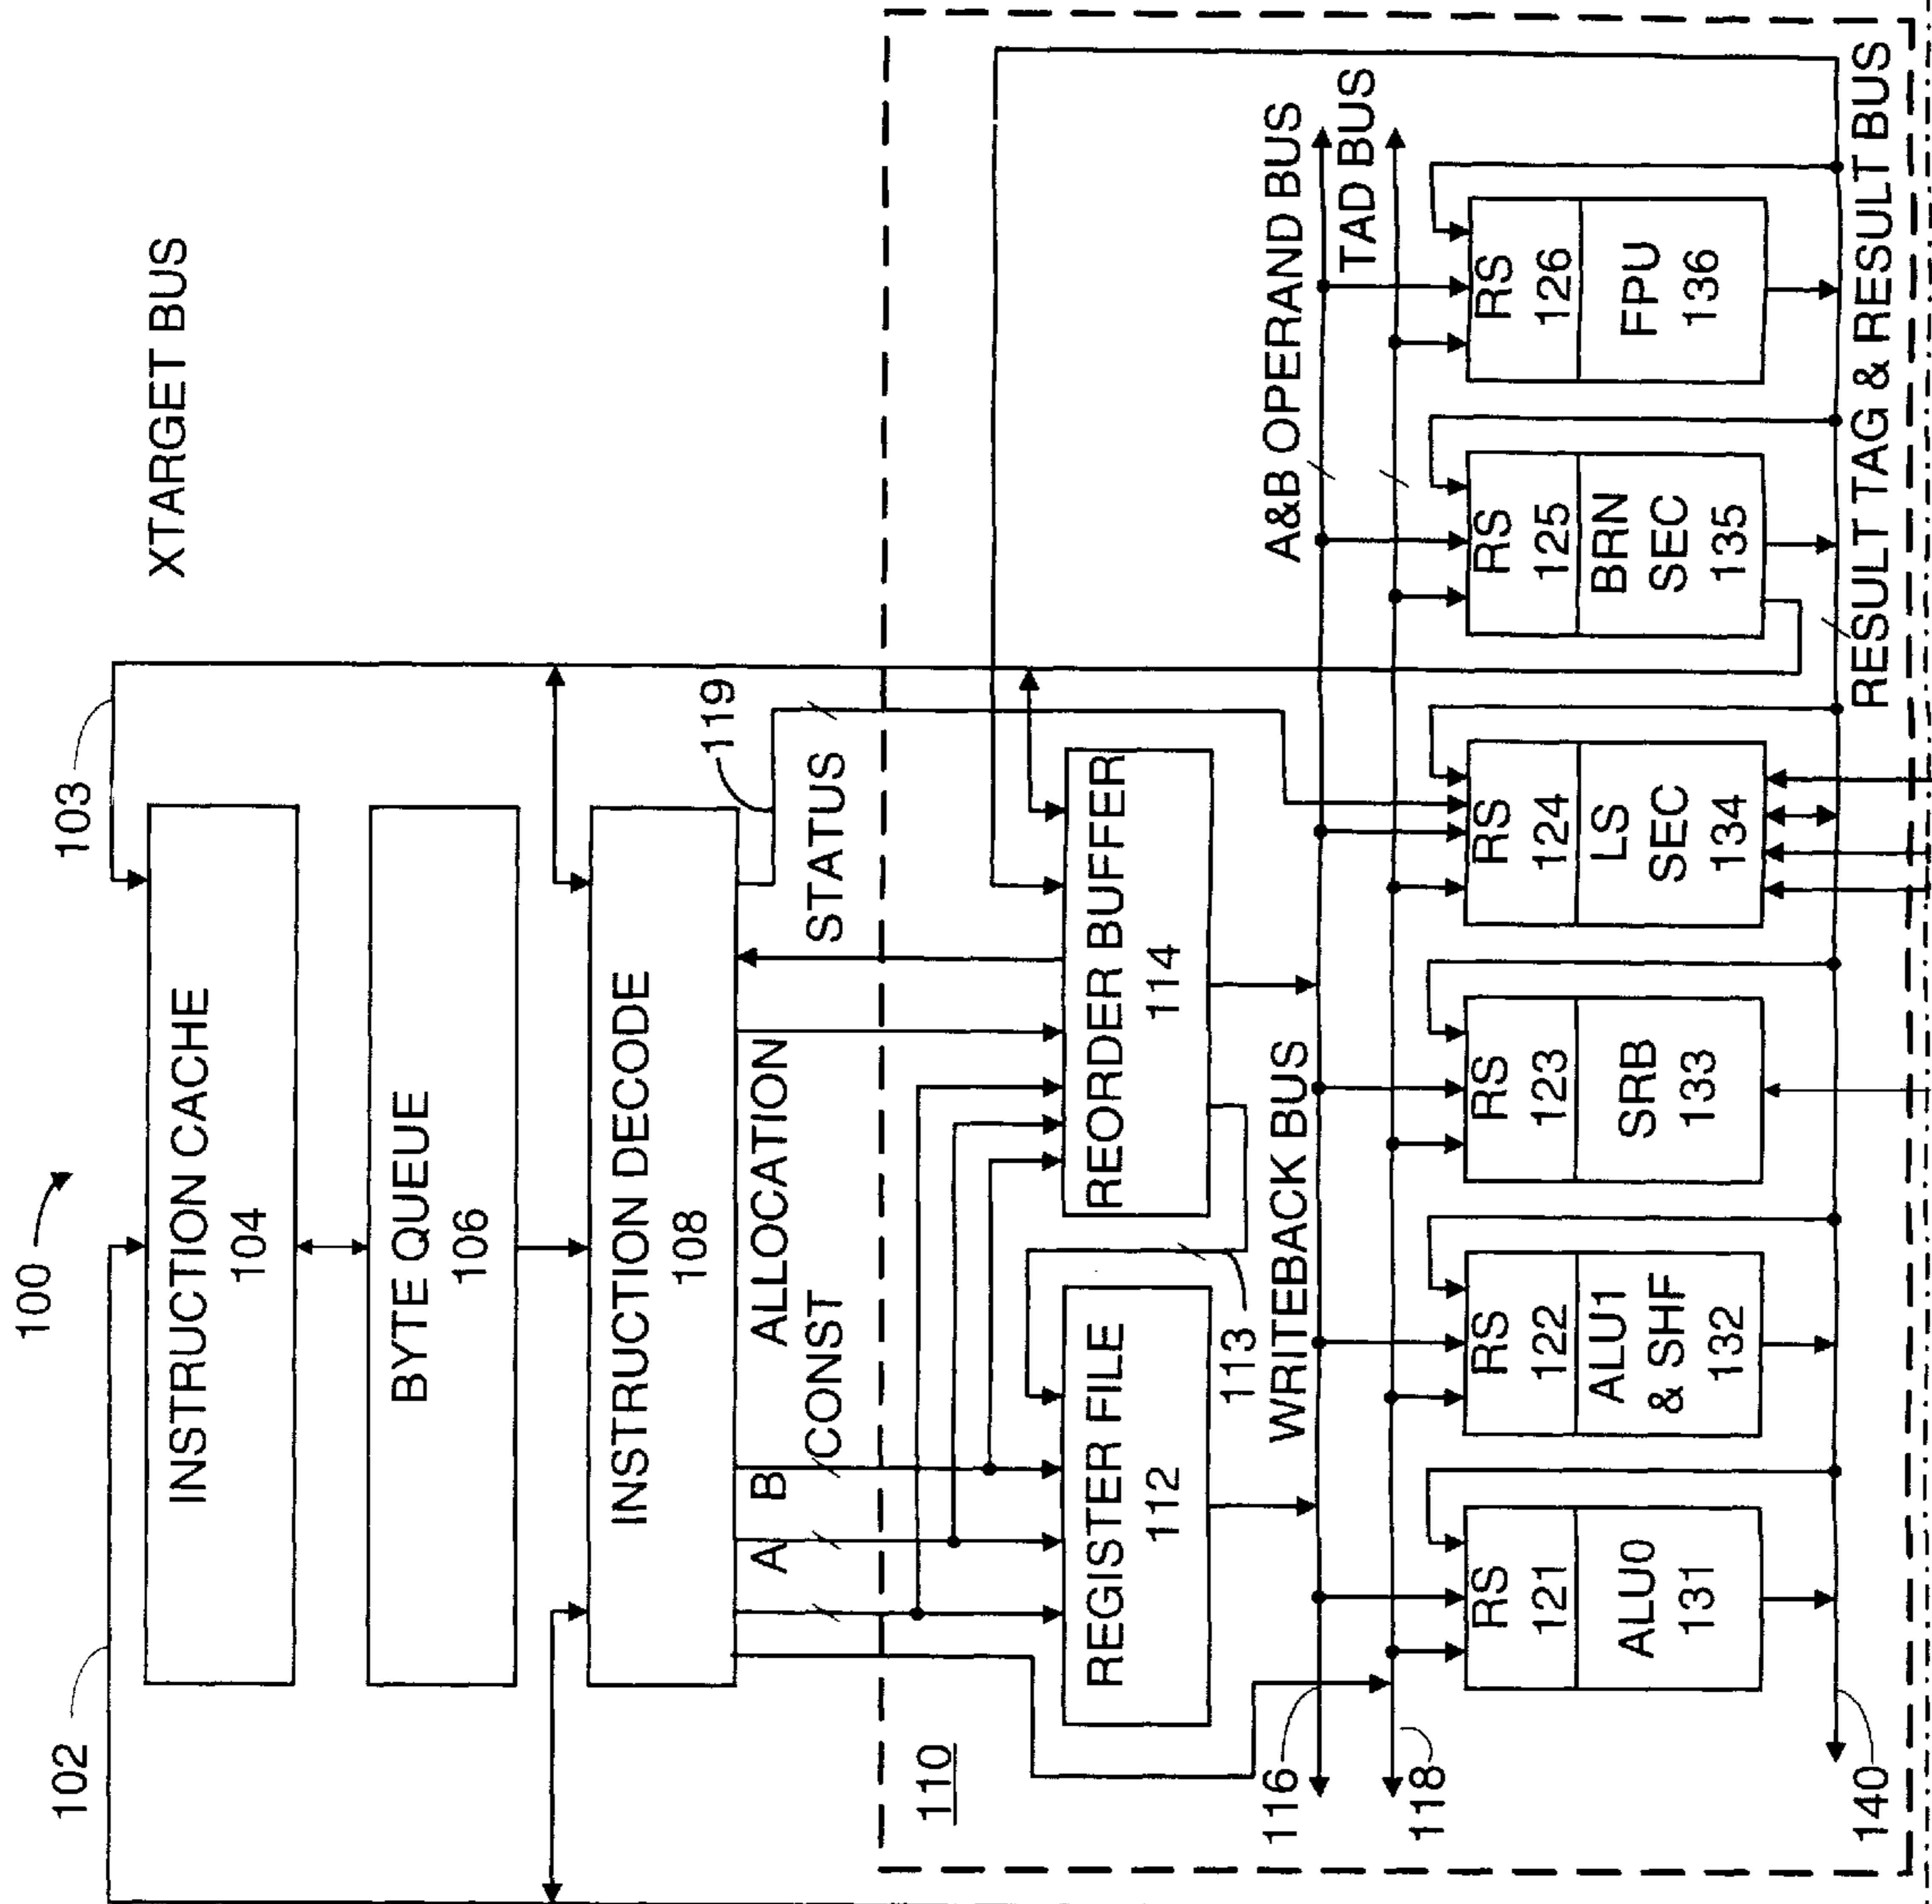 100
102
103
XTARGET BUS
INSTRUCTION CACHE
104
BYTE QUEUE
106
INSTRUCTION DECODE
108
A
B
ALLOCATION
CONST
STATUS
119
110
REGISTER FILE
112
REORDER BUFFER
114
113
WRITEBACK BUS
A&B OPERAND BUS
TAD BUS
116
118
RS
121
ALU0
131
RS
122
ALU1
& SHF
132
RS
123
SRB
133
RS
124
LS
SEC
134
RS
125
BRN
SEC
135
RS
126
FPU
136
140
RESULT TAG & RESULT BUS